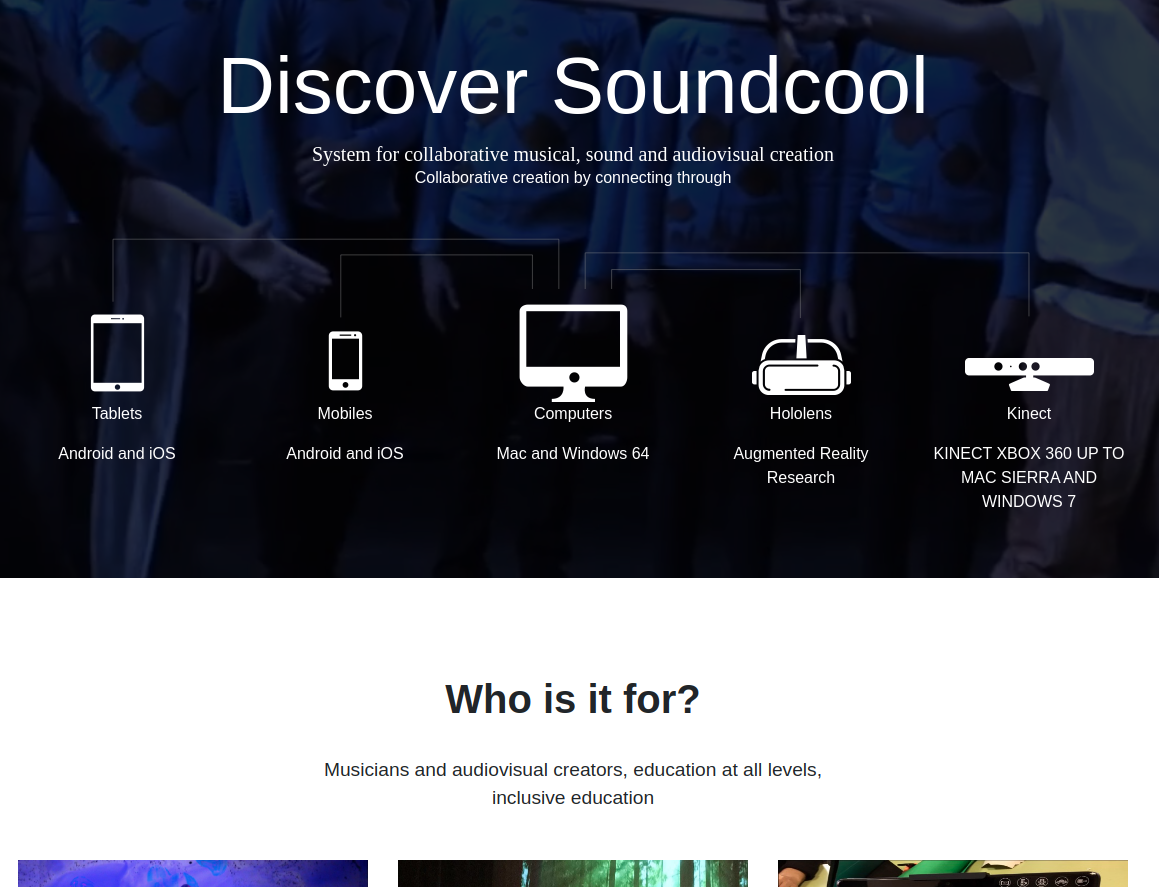 Discover Soundcool
System for collaborative musical, sound and audiovisual creation
Collaborative creation by connecting through
Tablets
Mobiles
Computers
Hololens
Kinect
Android and iOS
Android and iOS
Mac and Windows 64
Augmented Reality
Research
KINECT XBOX 360 UP TO
MAC SIERRA AND
WINDOWS 7
Who is it for?
Musicians and audiovisual creators, education at all levels,
inclusive education